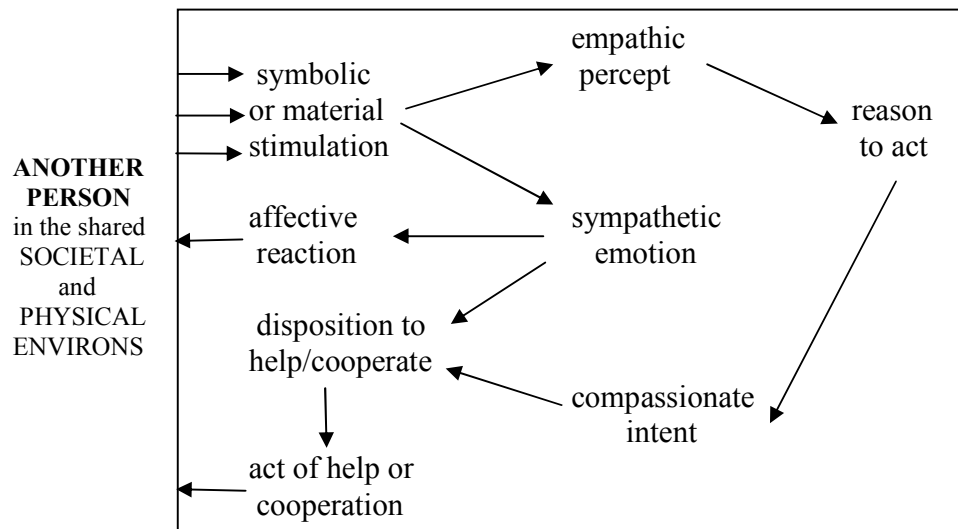 ANOTHER
PERSON
in the shared
SOCIETAL
and
PHYSICAL
ENVIRONS
symbolic
or material
stimulation
empathic
percept
reason
to act
affective
reaction
sympathetic
emotion
disposition to
help/cooperate
compassionate
intent
act of help or
cooperation